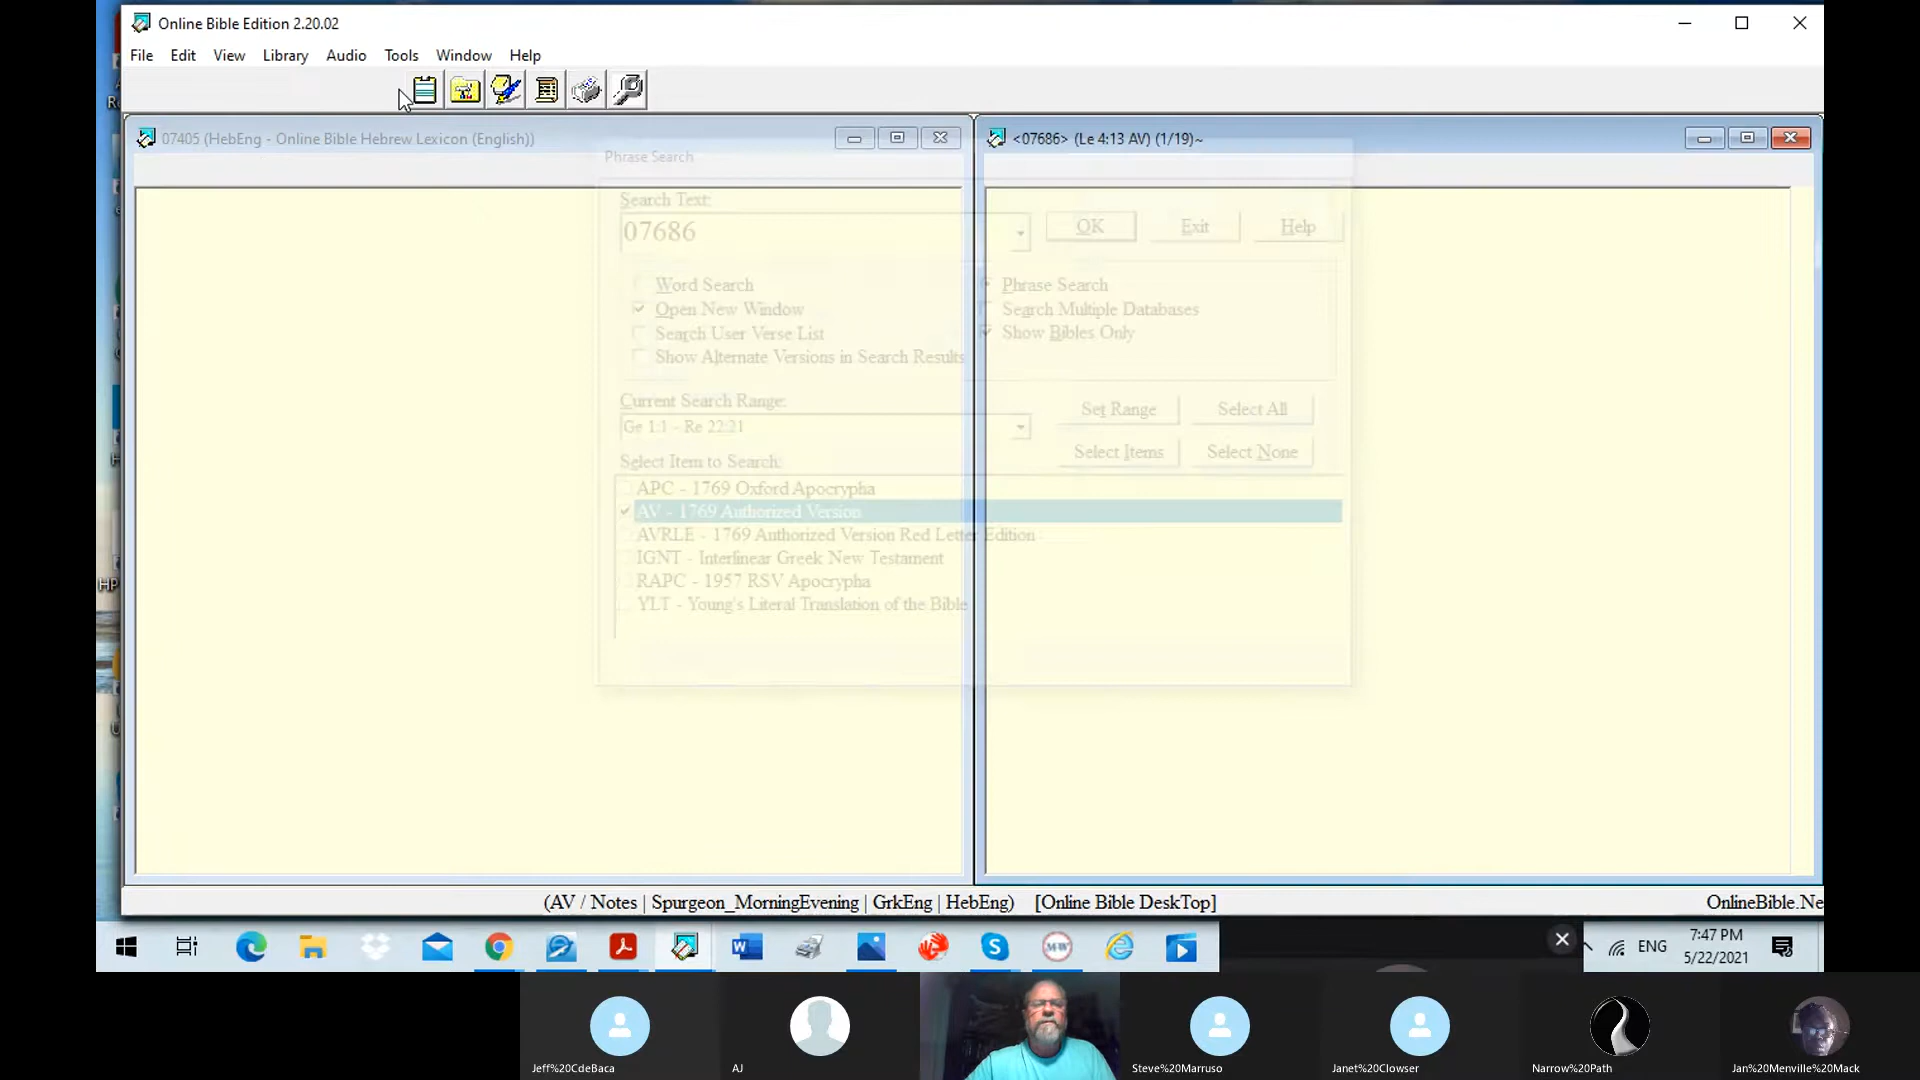 Online Bible Edition 2.20.02
File Edit View Library Audio Tools Window Help
07405 (HebEng - Online Bible Hebrew Lexicon (English))
<07686> (Le 4:13 AV) (1/19)~
Phrase Search
Search Text:
07686
OK Exit Help
Word Search
Phrase Search
Open New Window
Search Multiple Databases
Search User Verse List
Show Bibles Only
Show Alternate Versions in Search Results
Current Search Range:
Set Range Select All
Ge 1:1 - Re 22:21
Select Items Select None
Select Item to Search:
APC - 1769 Oxford Apocrypha
AV - 1769 Authorized Version
AVRLE - 1769 Authorized Version Red Letter Edition
IGNT - Interlinear Greek New Testament
RAPC - 1957 RSV Apocrypha
YLT - Young's Literal Translation of the Bible
HP
(AV / Notes | Spurgeon_MorningEvening | GrkEng | HebEng) [Online Bible DeskTop]
OnlineBible.Ne
ENG
7:47 PM
5/22/2021
Jeff%20CdeBaca
AJ
Steve%20Marruso
Janet%20Clowser
Narrow%20Path
Jan%20Menville%20Mack